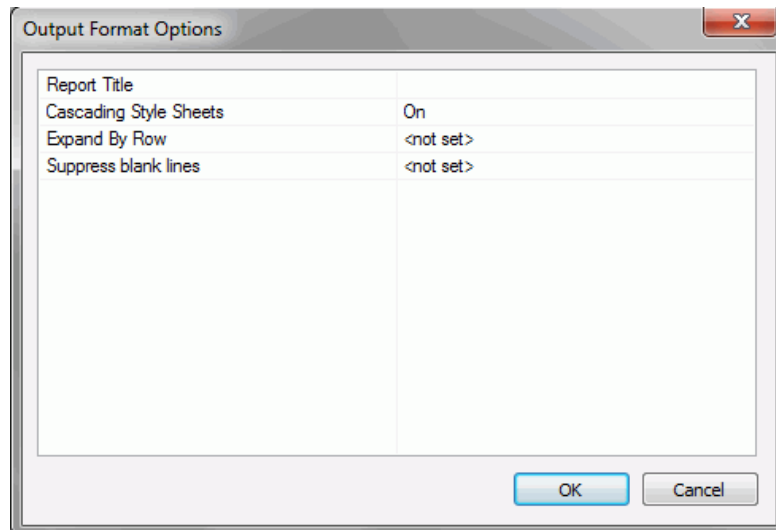 Output Format Options
Report Title
Cascading Style Sheets On
Expand By Row <not set>
Suppress blank lines <not set>
OK Cancel